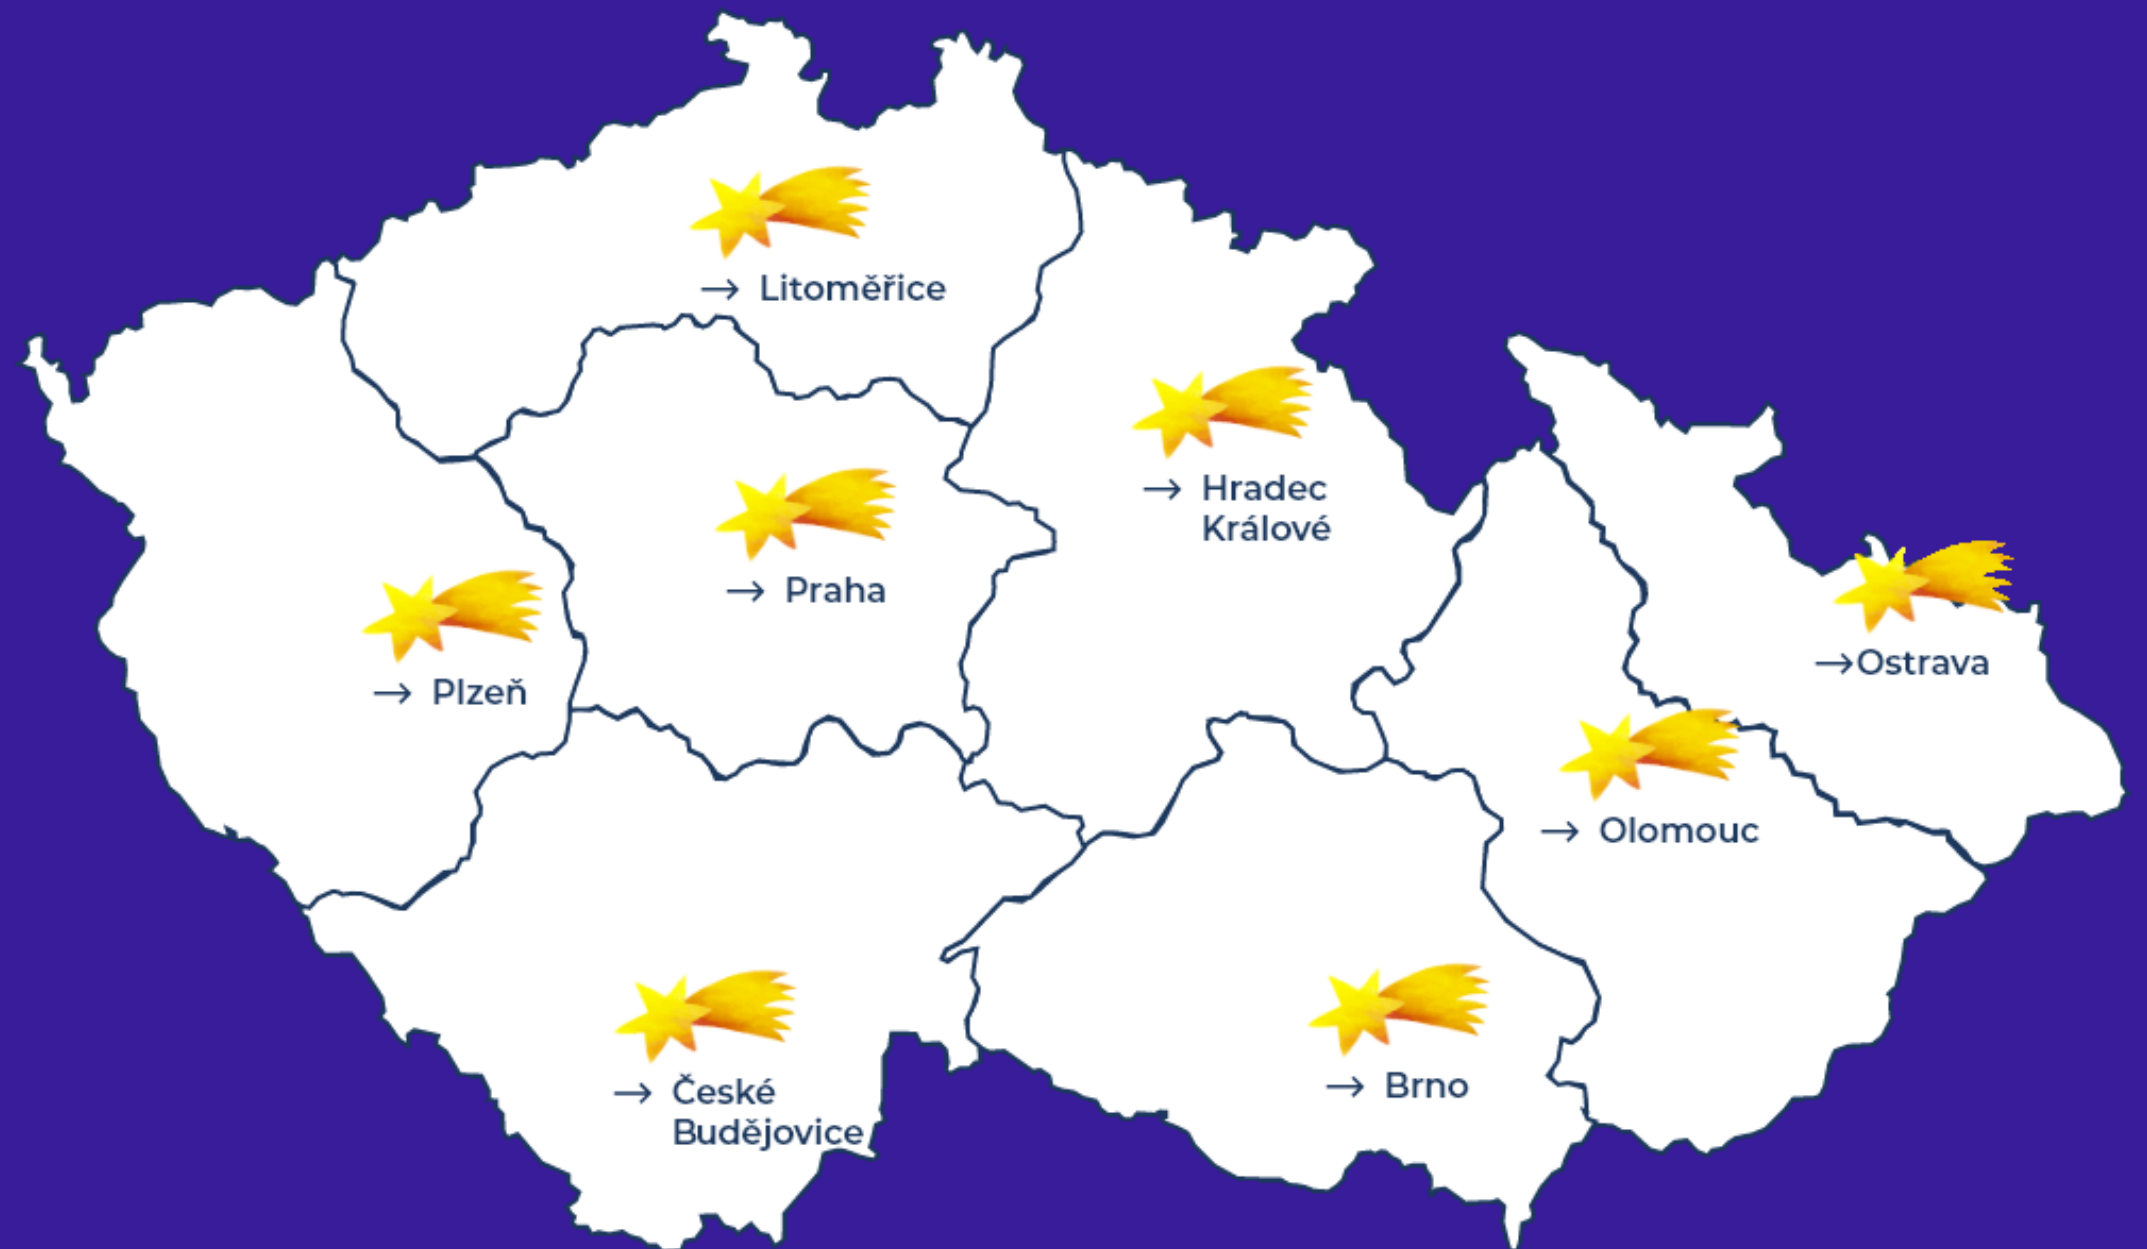 → Litoměřice
→ Hradec
Králové
→ Praha
→ Ostrava
→ Plzeň
→ Olomouc
→ Brno
→ České
Budějovice